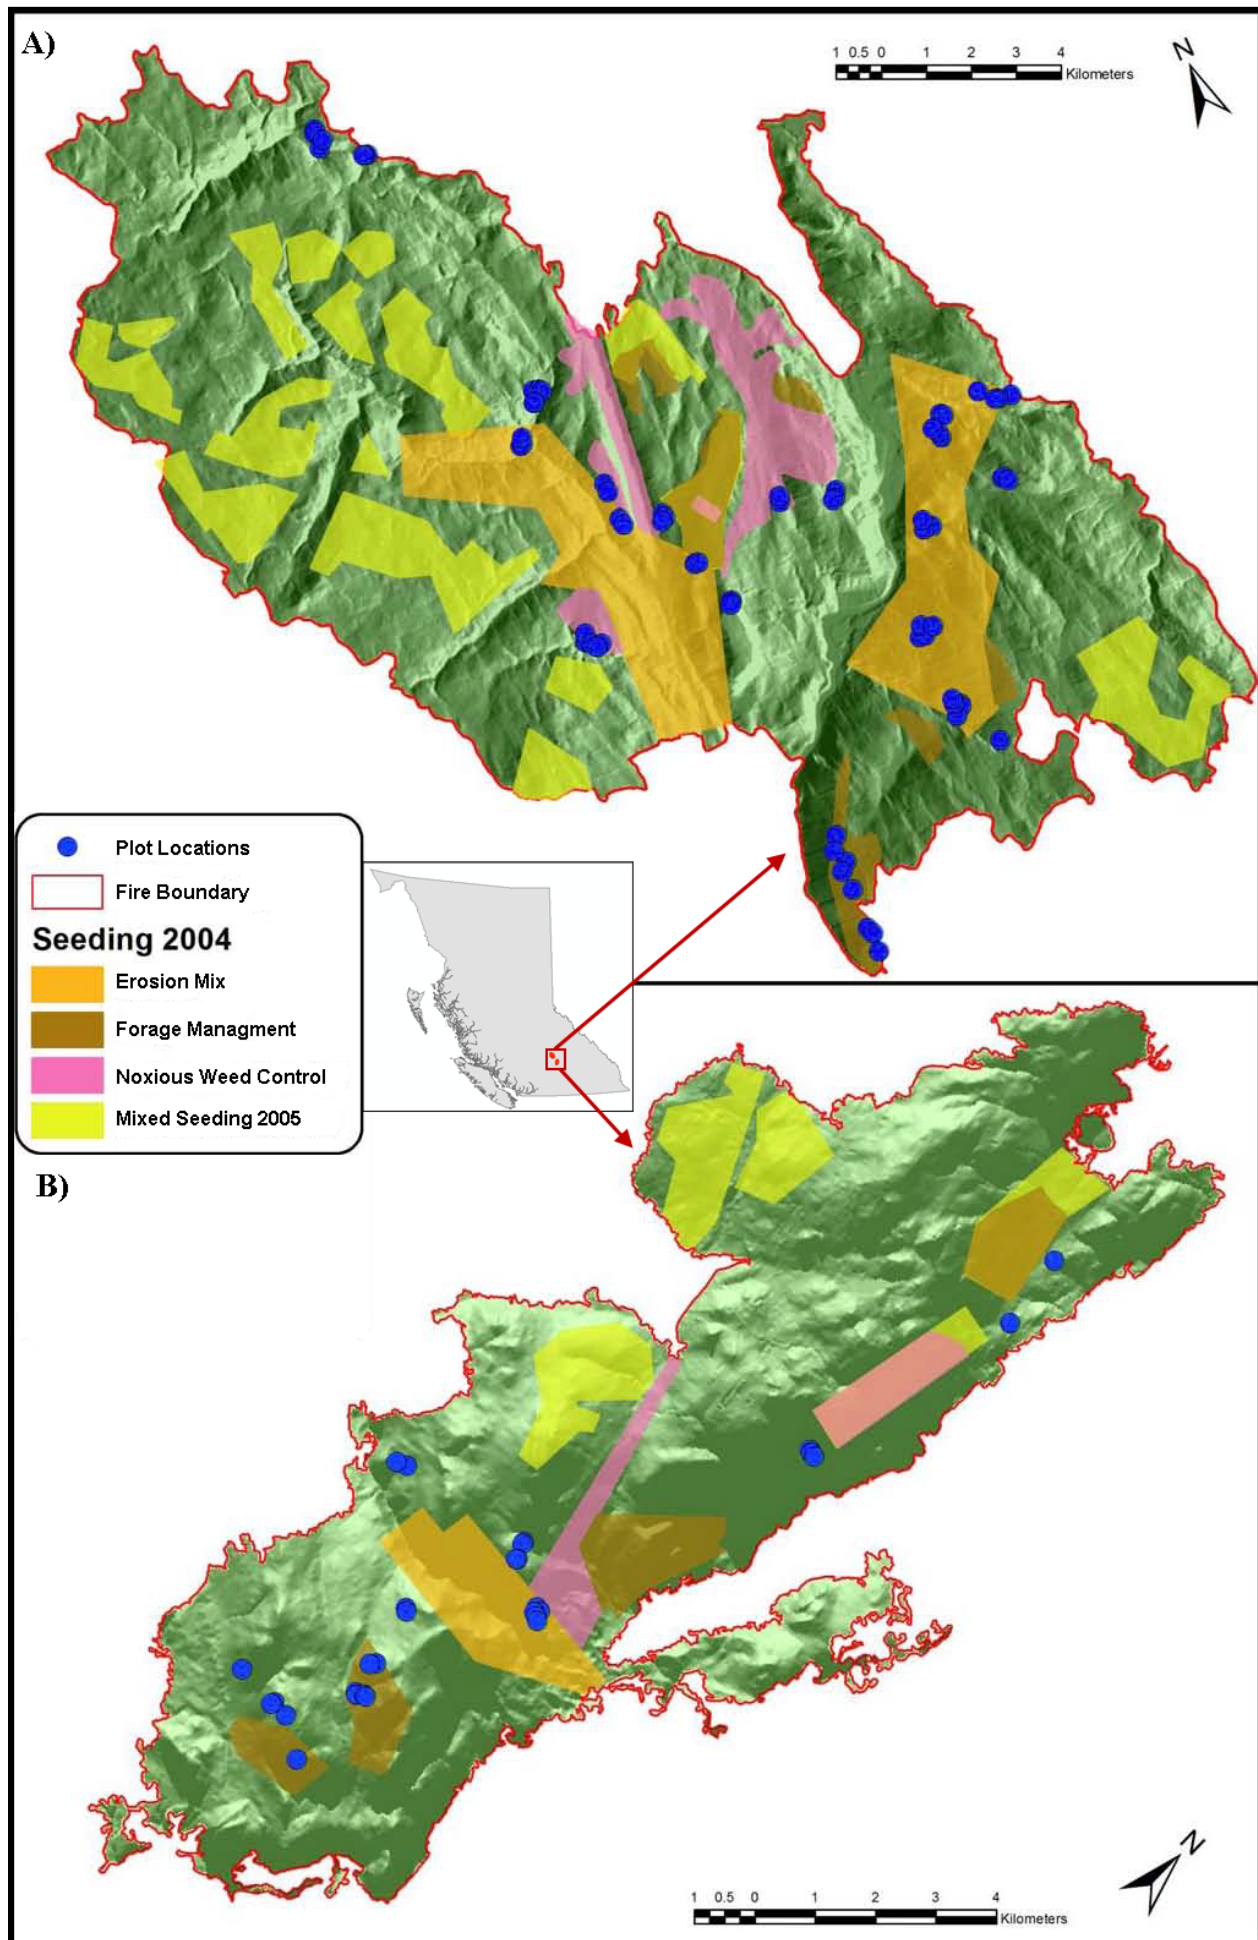 A)
1 0.5 0 1 2 3 4
Kilometers
N
Plot Locations
Fire Boundary
Seeding 2004
Erosion Mix
Forage Managment
Noxious Weed Control
Mixed Seeding 2005
B)
N
1 0.5 0 1 2 3 4
Kilometers